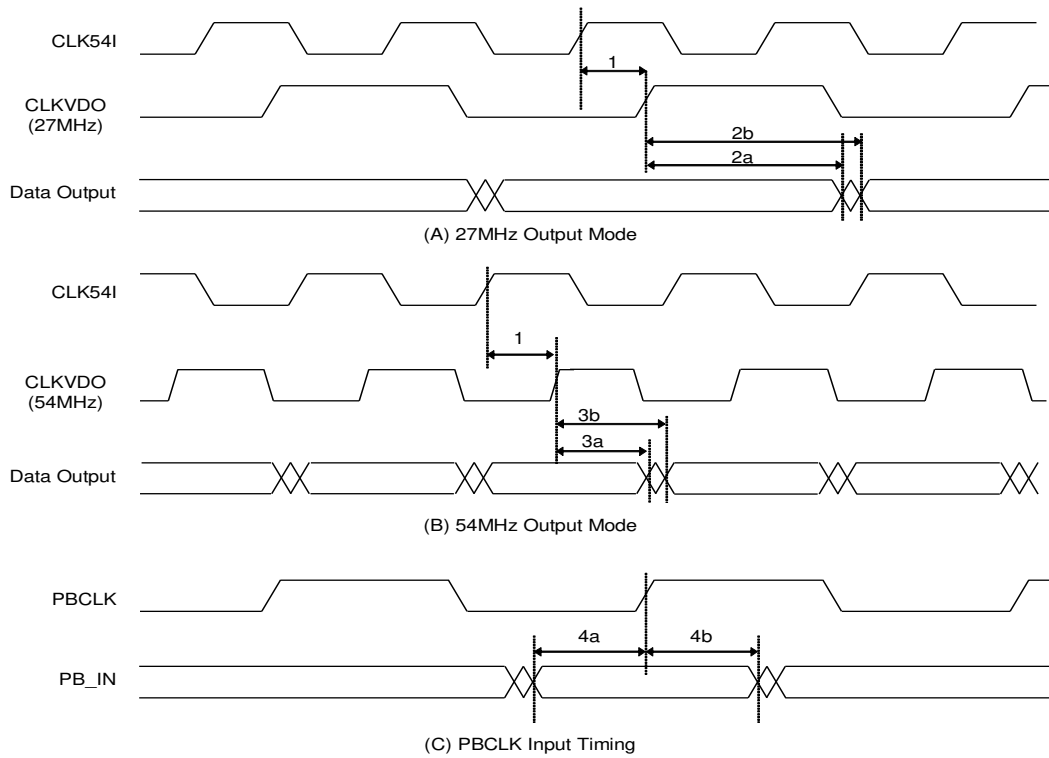 CLK54I
1
CLKVDO
(27MHz)
2b
2a
Data Output
(A) 27MHz Output Mode
CLK54I
1
CLKVDO
(54MHz)
3b
3a
Data Output
(B) 54MHz Output Mode
PBCLK
4a 4b
PB_IN
(C) PBCLK Input Timing